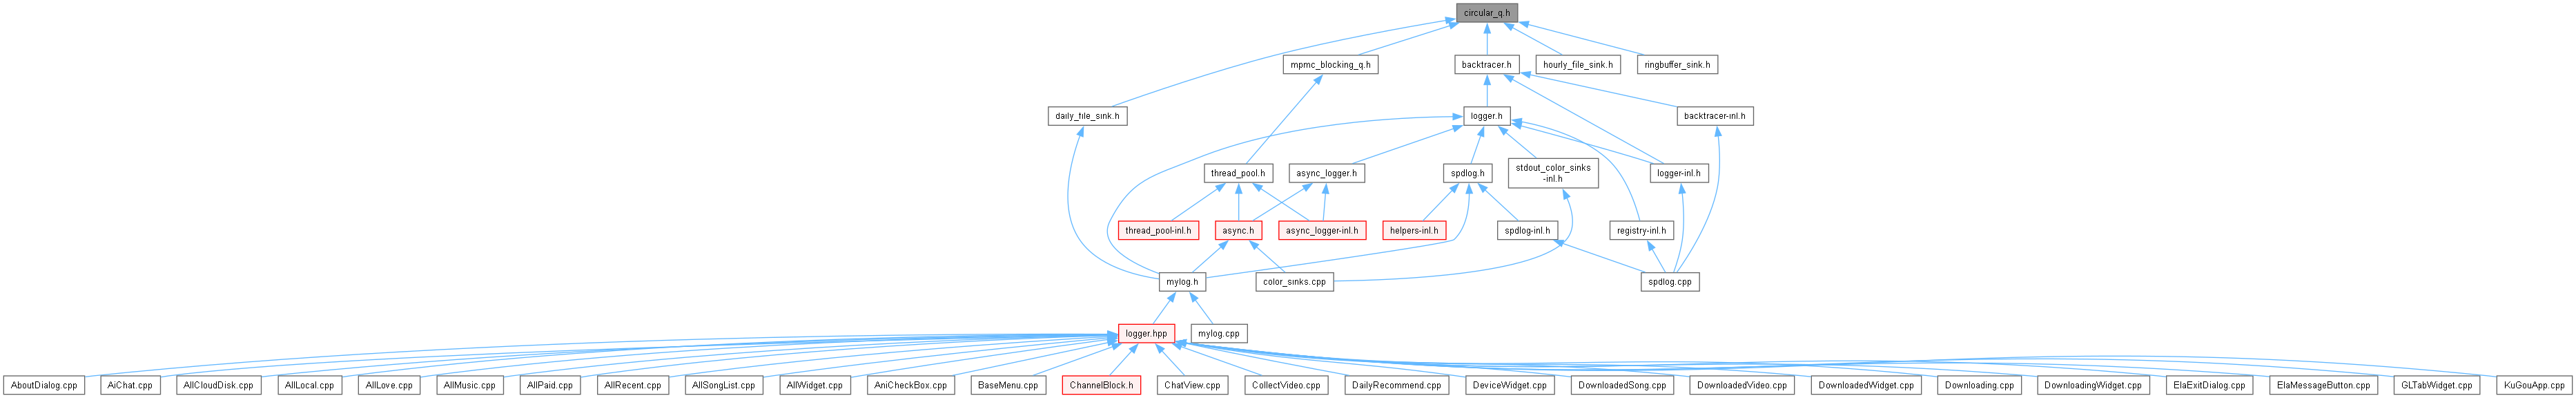 circular_q.h
mpmc_blocking_q.h
backtracer.h
hourly_file_sink.h
ringbuffer_sink.h
daily_file_sink.h
logger.h
backtracer-inl.h
thread_pool.h
async_logger.h
spdlog.h
stdout_color_sinks
-inl.h
logger-inl.h
thread_pool-inl.h
async.h
async_logger-inl.h
helpers-inl.h
spdlog-inl.h
registry-inl.h
mylog.h
color_sinks.cpp
spdlog.cpp
logger.hpp
mylog.cpp
AboutDialog.cpp
AiChat.cpp
AllCloudDisk.cpp
AllLocal.cpp
AllLove.cpp
AllMusic.cpp
AllPaid.cpp
AllRecent.cpp
AllSongList.cpp
AllWidget.cpp
AniCheckBox.cpp
BaseMenu.cpp
ChannelBlock.h
ChatView.cpp
CollectVideo.cpp
DailyRecommend.cpp
DeviceWidget.cpp
DownloadedSong.cpp
DownloadedVideo.cpp
DownloadedWidget.cpp
Downloading.cpp
DownloadingWidget.cpp
ElaExitDialog.cpp
ElaMessageButton.cpp
GLTabWidget.cpp
KuGouApp.cpp